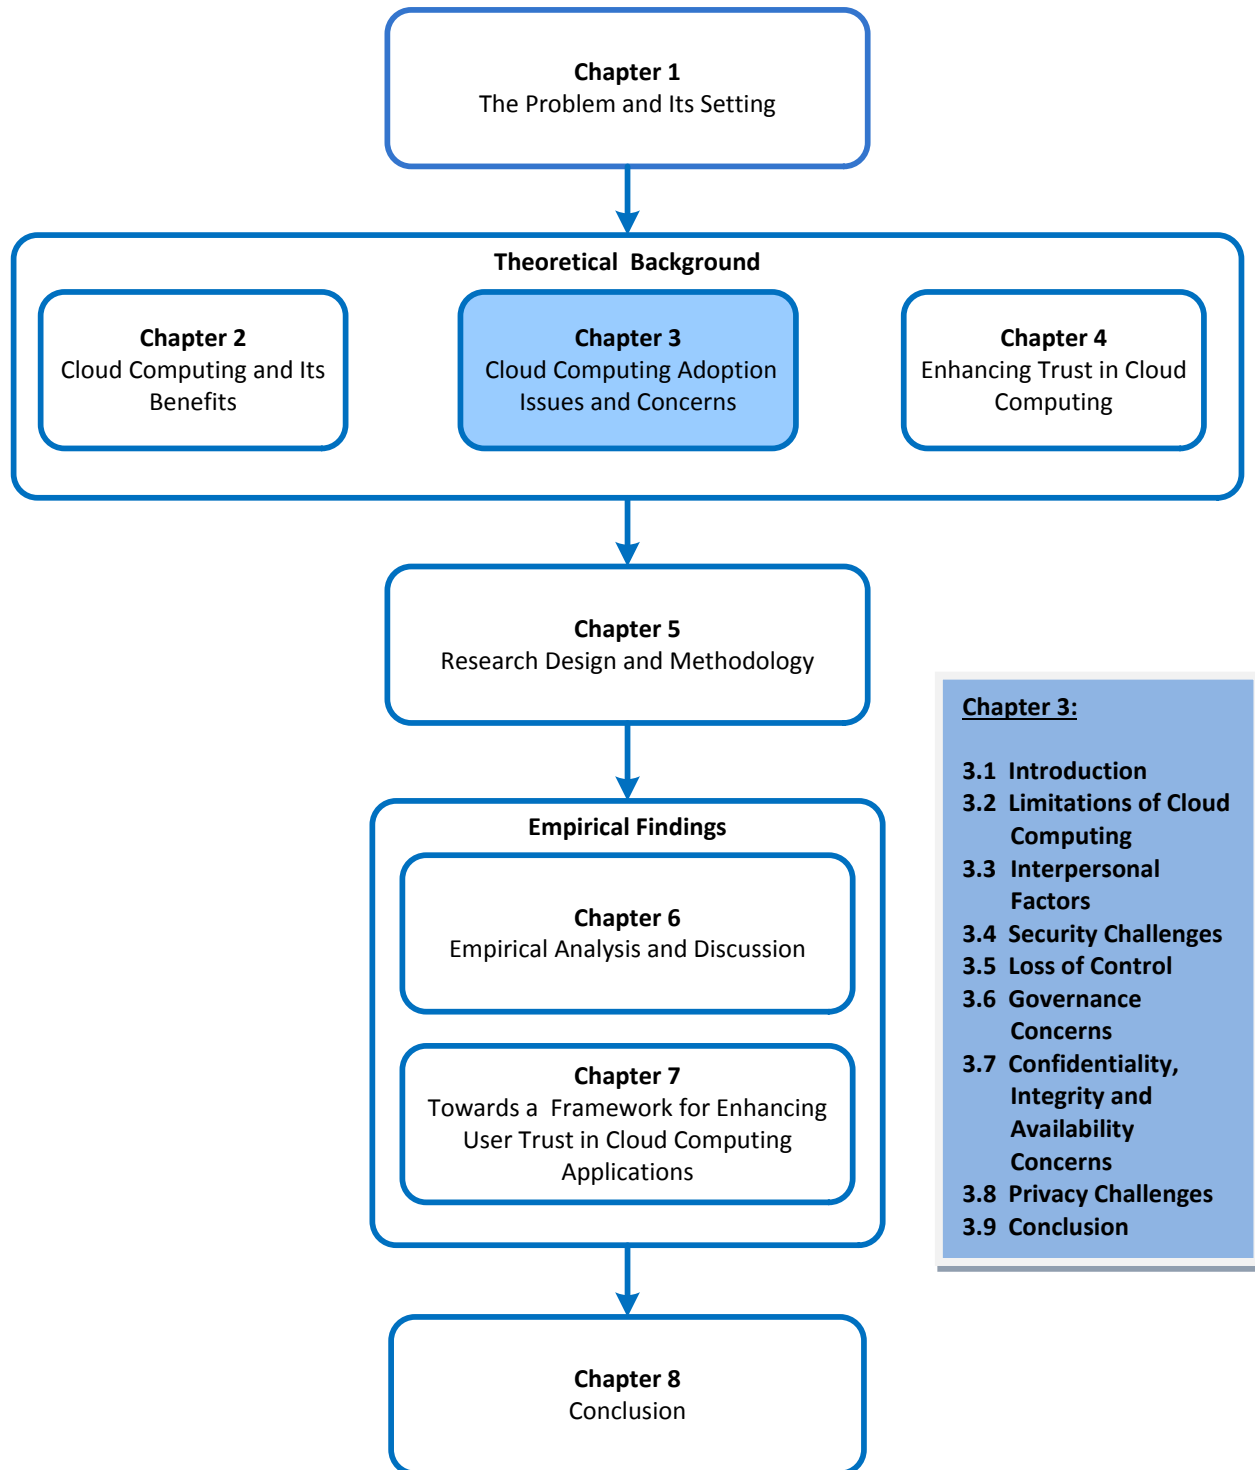 Chapter 1
The Problem and Its Setting
Theoretical Background
Chapter 2
Cloud Computing and Its
Benefits
Chapter 3
Cloud Computing Adoption
Issues and Concerns
Chapter 4
Enhancing Trust in Cloud
Computing
Chapter 5
Research Design and Methodology
Empirical Findings
Chapter 6
Empirical Analysis and Discussion
Chapter 7
Towards a Framework for Enhancing
User Trust in Cloud Computing
Applications
Chapter 8
Conclusion
Chapter 3:
3.1 Introduction
3.2 Limitations of Cloud
Computing
3.3 Interpersonal
Factors
3.4 Security Challenges
3.5 Loss of Control
3.6 Governance
Concerns
3.7 Confidentiality,
Integrity and
Availability
Concerns
3.8 Privacy Challenges
3.9 Conclusion